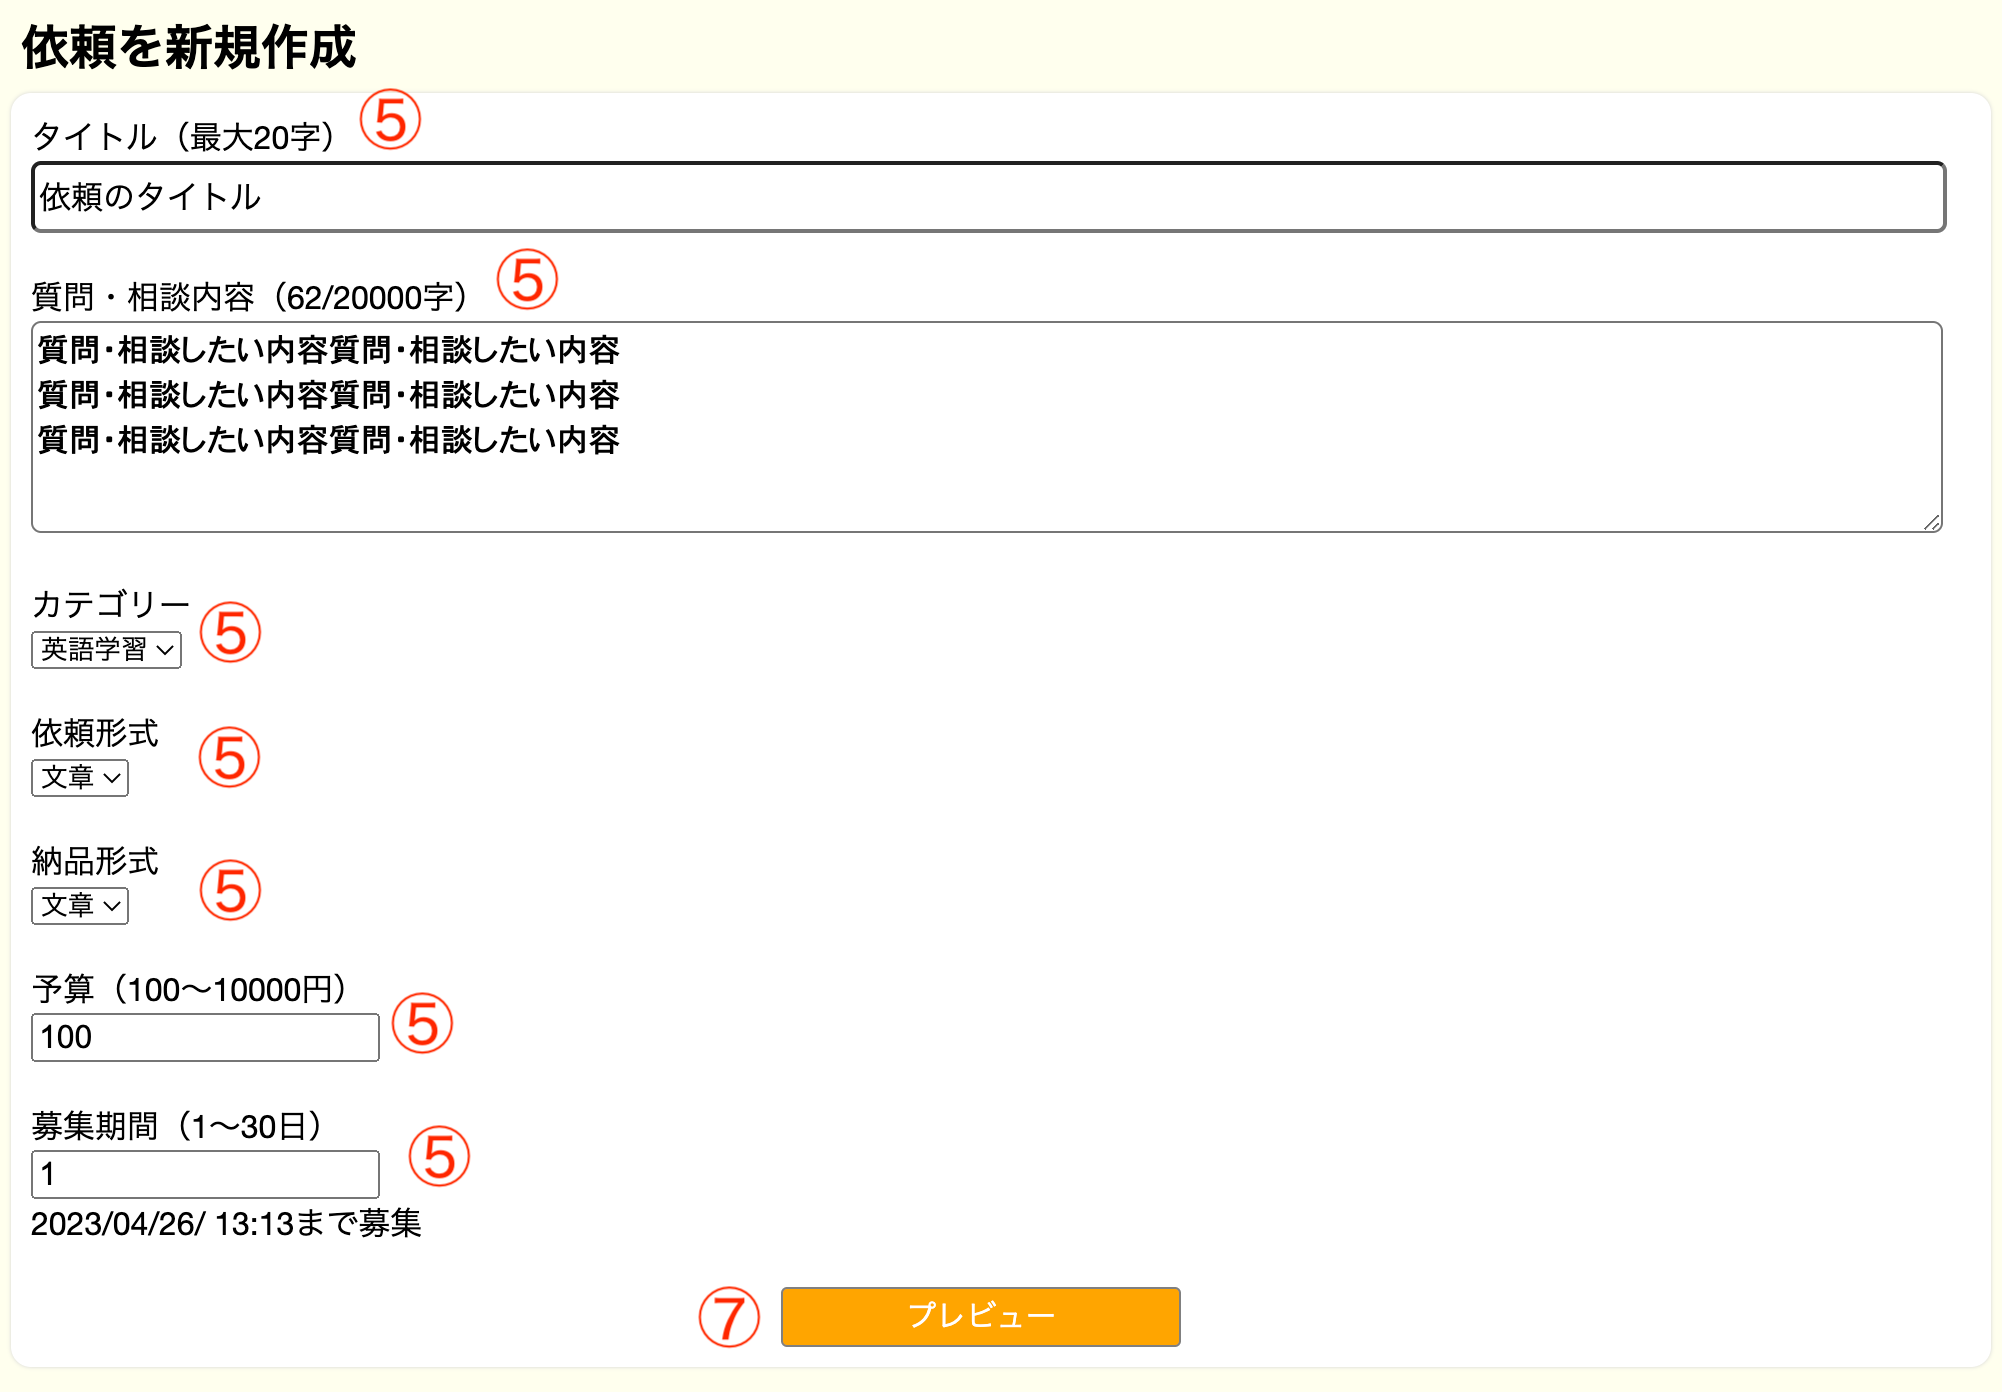 依頼を新規作成
タイトル（最大20字） ⑤
依頼のタイトル
質問・相談内容（62/20000字） ⑤
質問・相談したい内容質問・相談したい内容
質問・相談したい内容質問・相談したい内容
質問・相談したい内容質問・相談したい内容
カテゴリー
英語学習 ⑤
依頼形式
文章 ⑤
納品形式
文章 ⑤
予算（100〜10000円）
100 ⑤
募集期間（1〜30日）
1 ⑤
2023/04/26/ 13:13まで募集
⑦ プレビュー